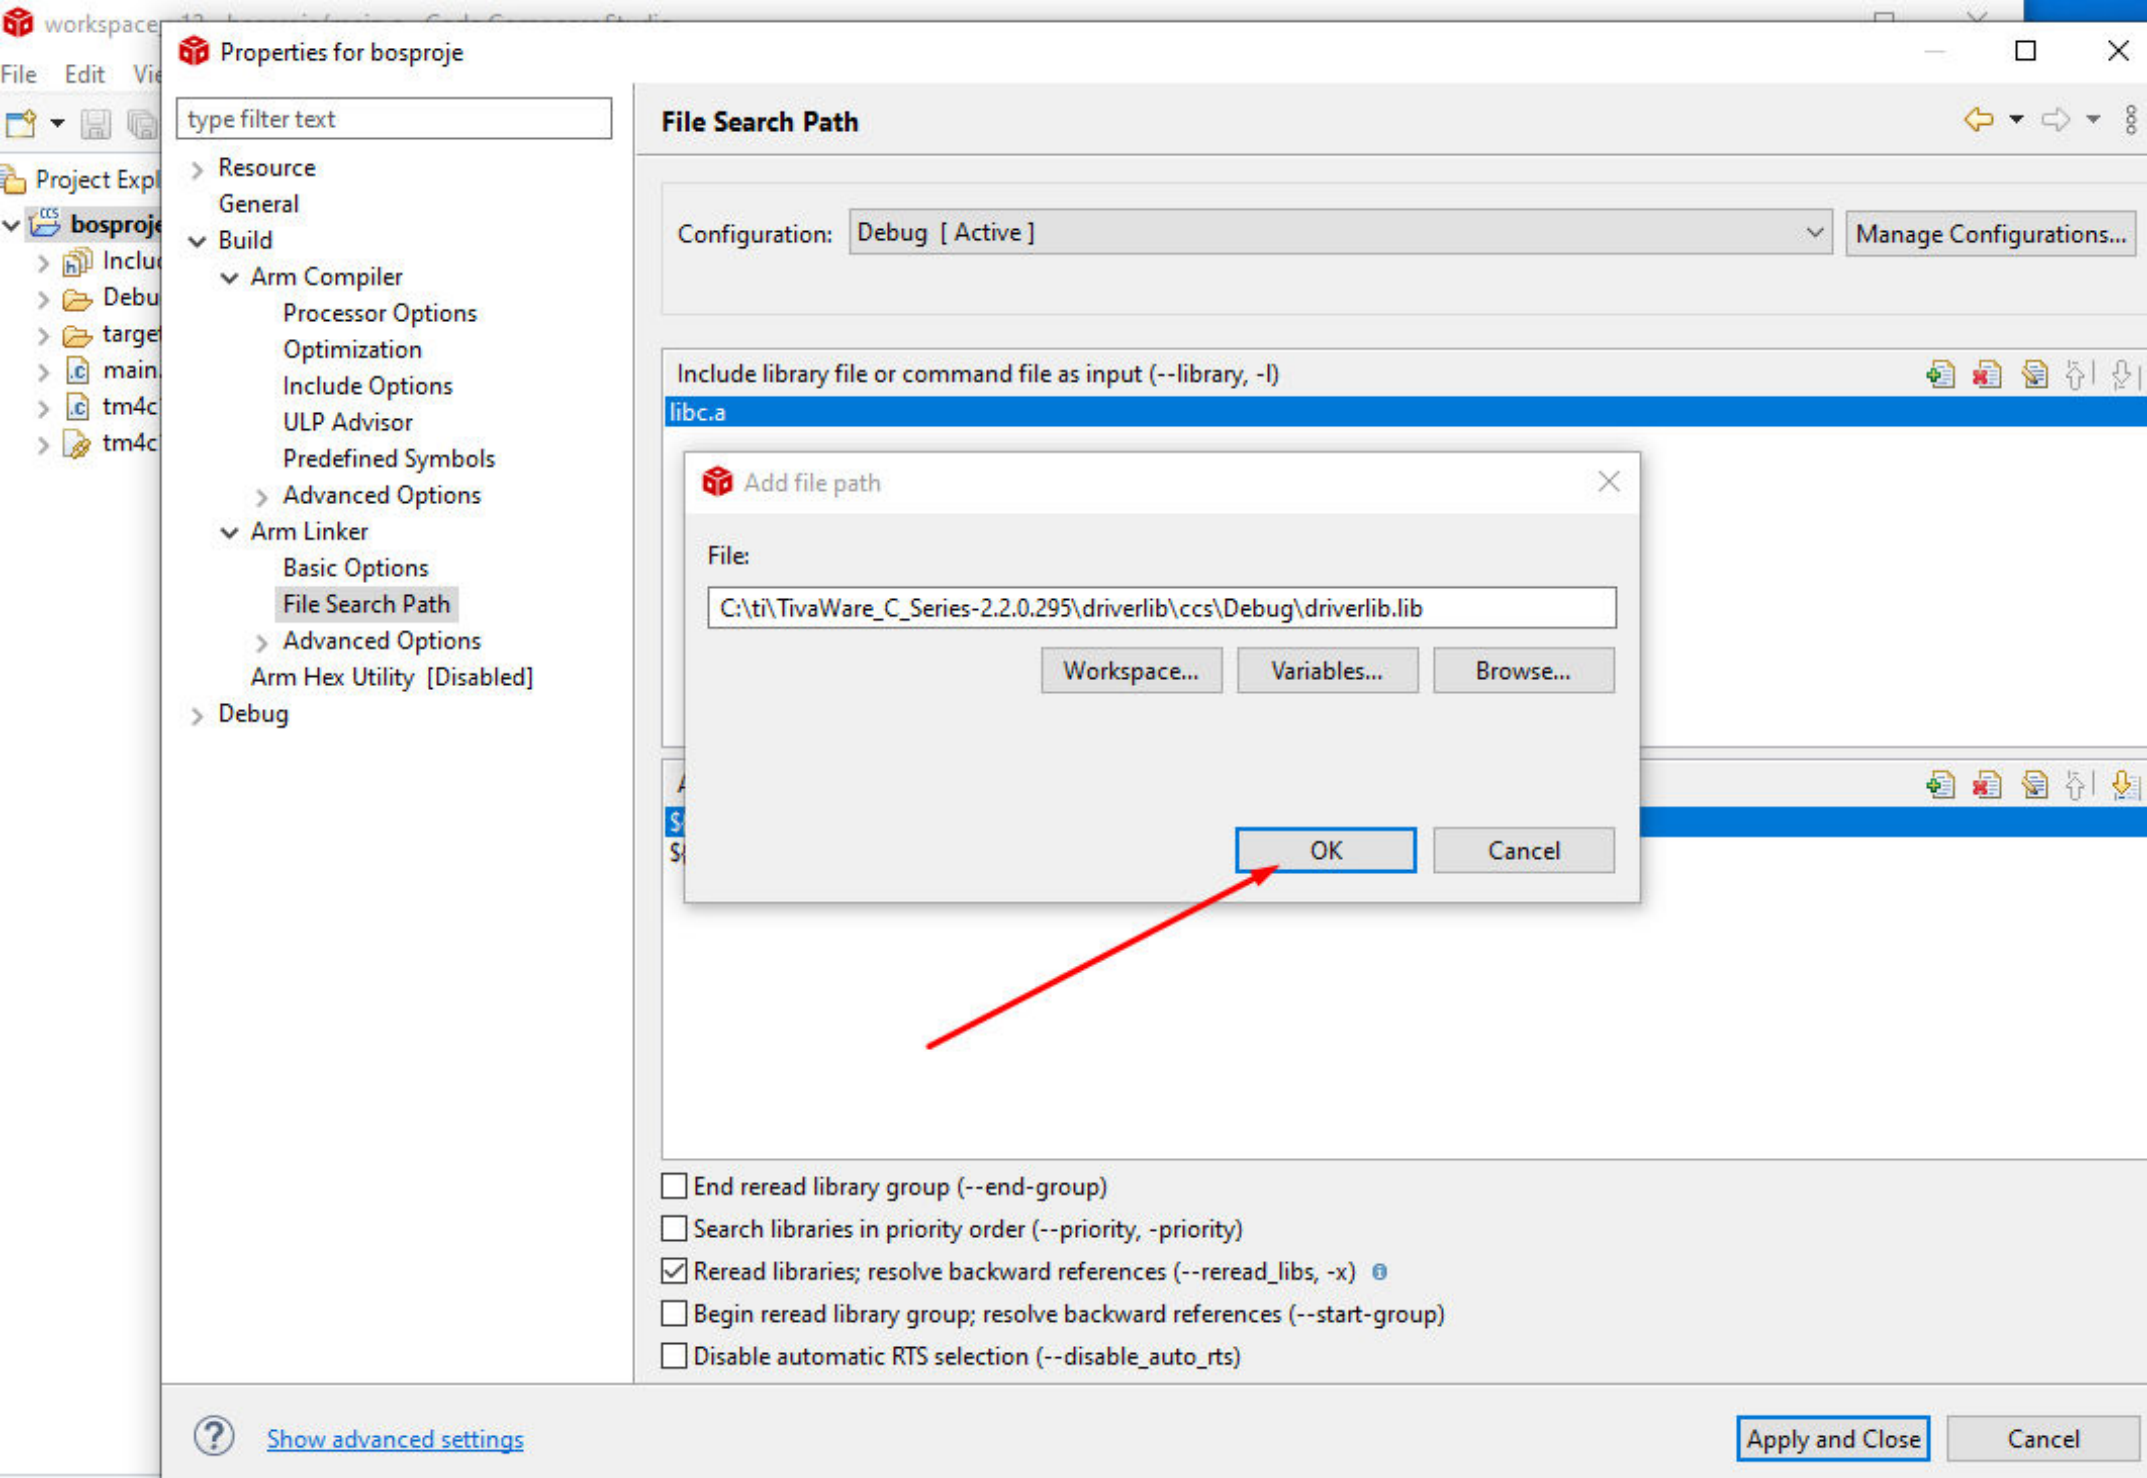 workspace
Properties for bosproje
File Edit
type filter text
File Search Path
Project Expl
Resource
General
bosproje
Build
Configuration: Debug [ Active ] Manage Configurations...
Arm Compiler
Processor Options
Debu
Optimization
targe
Include library file or command file as input (--library, -l)
Include Options
main.
libc.a
ULP Advisor
tm4c
Predefined Symbols
tm4c
Add file path
Advanced Options
Arm Linker
File:
Basic Options
File Search Path
C:\ti\TivaWare_C_Series-2.2.0.295\driverlib\ccs\Debug\driverlib.lib
Advanced Options
Workspace... Variables... Browse...
Arm Hex Utility [Disabled]
Debug
OK Cancel
End reread library group (--end-group)
Search libraries in priority order (--priority, -priority)
Reread libraries; resolve backward references (--reread_libs, -x)
Begin reread library group; resolve backward references (--start-group)
Disable automatic RTS selection (--disable_auto_rts)
Show advanced settings
Apply and Close Cancel